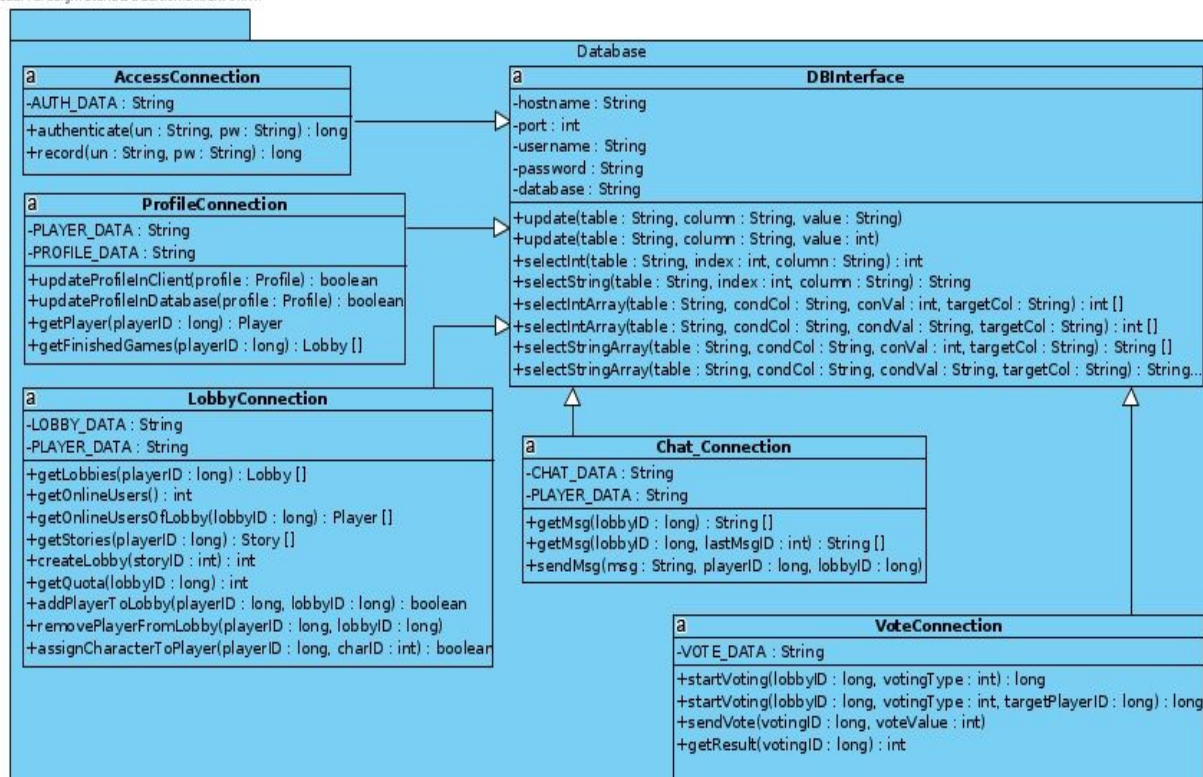 Database
a AccessConnection
-AUTH_DATA : String
+authenticate(un : String, pw : String) : long
+record(un : String, pw : String) : long
a DBInterface
-hostname : String
-port : int
-username : String
-password : String
-database : String
+update(table : String, column : String, value : String)
+update(table : String, column : String, value : int)
+selectInt(table : String, index : int, column : String) : int
+selectString(table : String, index : int, column : String) : String
+selectIntArray(table : String, condCol : String, conVal : int, targetCol : String) : int []
+selectIntArray(table : String, condCol : String, condVal : String, targetCol : String) : int []
+selectStringArray(table : String, condCol : String, conVal : int, targetCol : String) : String []
+selectStringArray(table : String, condCol : String, condVal : String, targetCol : String) : String...
a ProfileConnection
-PLAYER_DATA : String
-PROFILE_DATA : String
+updateProfileInClient(profile : Profile) : boolean
+updateProfileInDatabase(profile : Profile) : boolean
+getPlayer(playerID : long) : Player
+getFinishedGames(playerID : long) : Lobby []
a LobbyConnection
-LOBBY_DATA : String
-PLAYER_DATA : String
+getLobbies(playerID : long) : Lobby []
+getOnlineUsers() : int
+getOnlineUsersOfLobby(lobbyID : long) : Player []
+getStories(playerID : long) : Story []
+createLobby(storyID : int) : int
+getQuota(lobbyID : long) : int
+addPlayerToLobby(playerID : long, lobbyID : long) : boolean
+removePlayerFromLobby(playerID : long, lobbyID : long)
+assignCharacterToPlayer(playerID : long, charID : int) : boolean
a Chat_Connection
-CHAT_DATA : String
-PLAYER_DATA : String
+getMsg(lobbyID : long) : String []
+getMsg(lobbyID : long, lastMsgID : int) : String []
+sendMsg(msg : String, playerID : long, lobbyID : long)
a VoteConnection
-VOTE_DATA : String
+startVoting(lobbyID : long, votingType : int) : long
+startVoting(lobbyID : long, votingType : int, targetPlayerID : long) : long
+sendVote(votingID : long, voteValue : int)
+getResult(votingID : long) : int